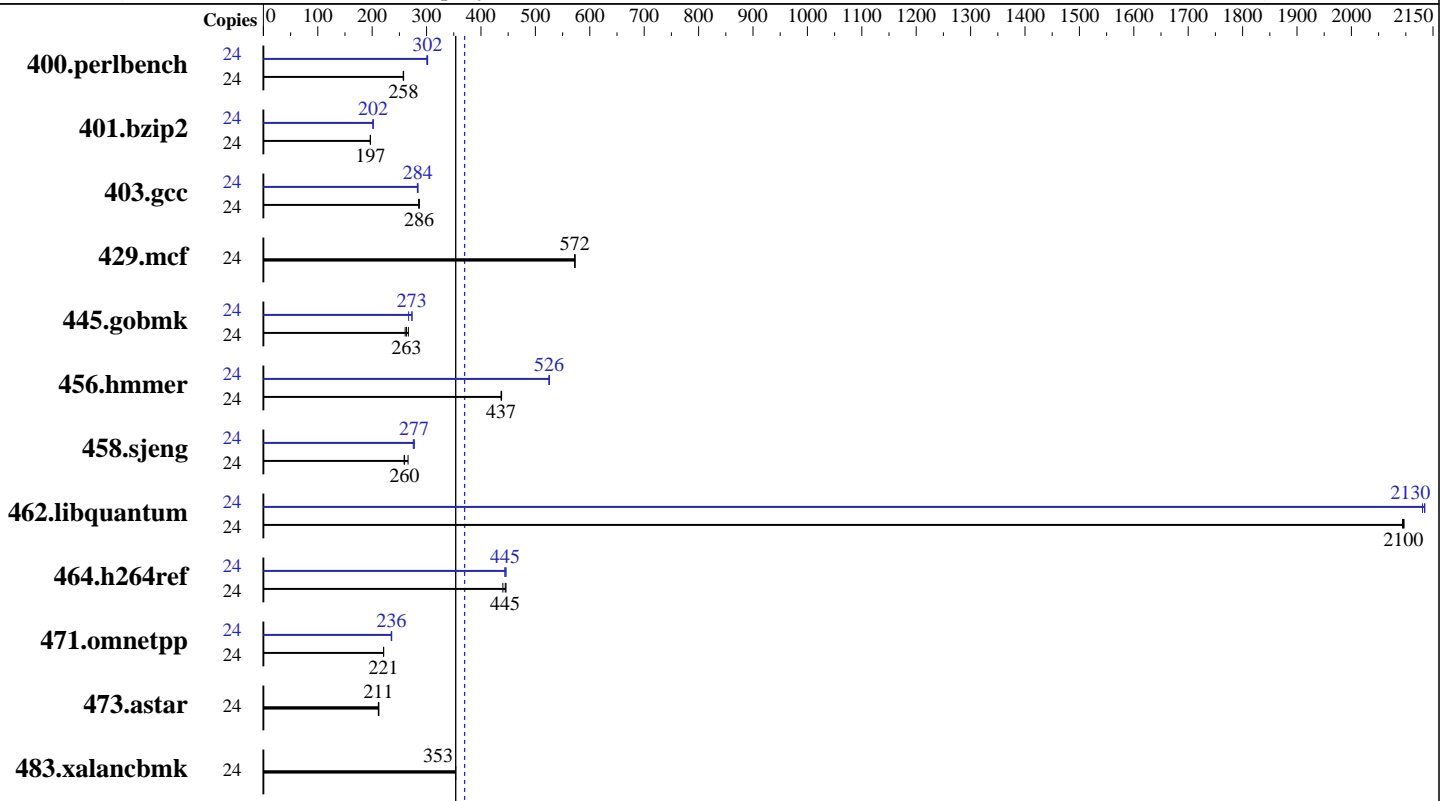 Copies 0 100 200 300 400 500 600 700 800 900 1000 1100 1200 1300 1400 1500 1600 1700 1800 1900 2000 2150
400.perlbench 24 302
24 258
401.bzip2 24 202
24 197
403.gcc 24 284
24 286
429.mcf 24 572
445.gobmk 24 273
24 263
456.hmmer 24 526
24 437
458.sjeng 24 277
24 260
462.libquantum 24 2130
24 2100
464.h264ref 24 445
24 445
471.omnetpp 24 236
24 221
473.astar 24 211
483.xalancbmk 24 353